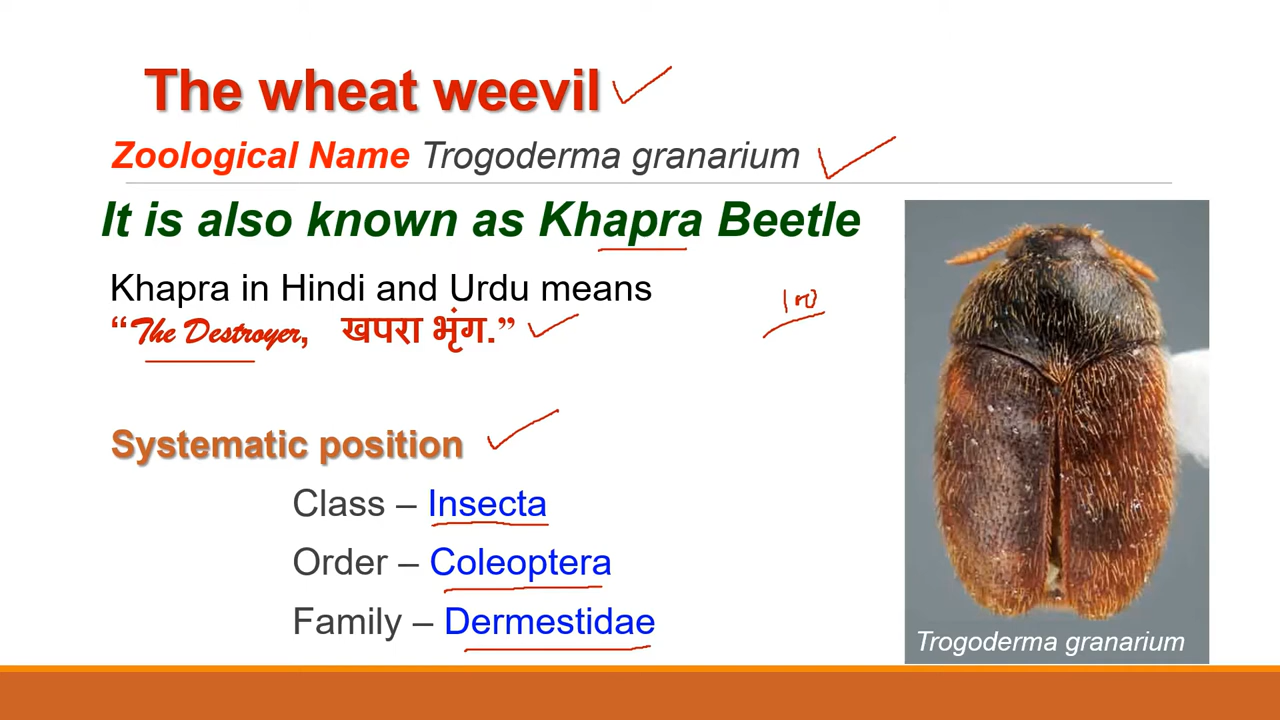 The wheat weevil
Zoological Name Trogoderma granarium
It is also known as Khapra Beetle
Khapra in Hindi and Urdu means
“The Destroyer, खपरा भृंग.”
100
Systematic position
Class – Insecta
Order – Coleoptera
Family – Dermestidae
Trogoderma granarium